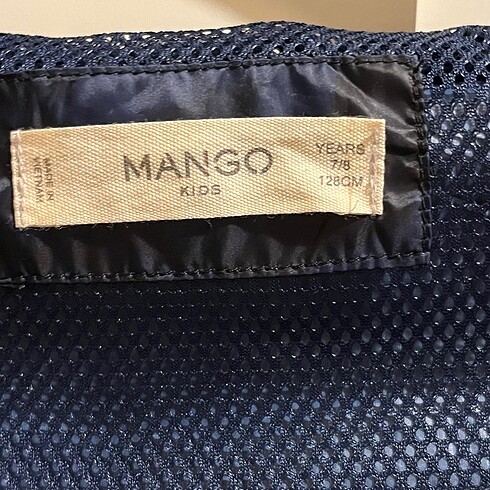 MADE IN
VIETNAM
MANGO
KIDS
YEARS
7/8
128CM